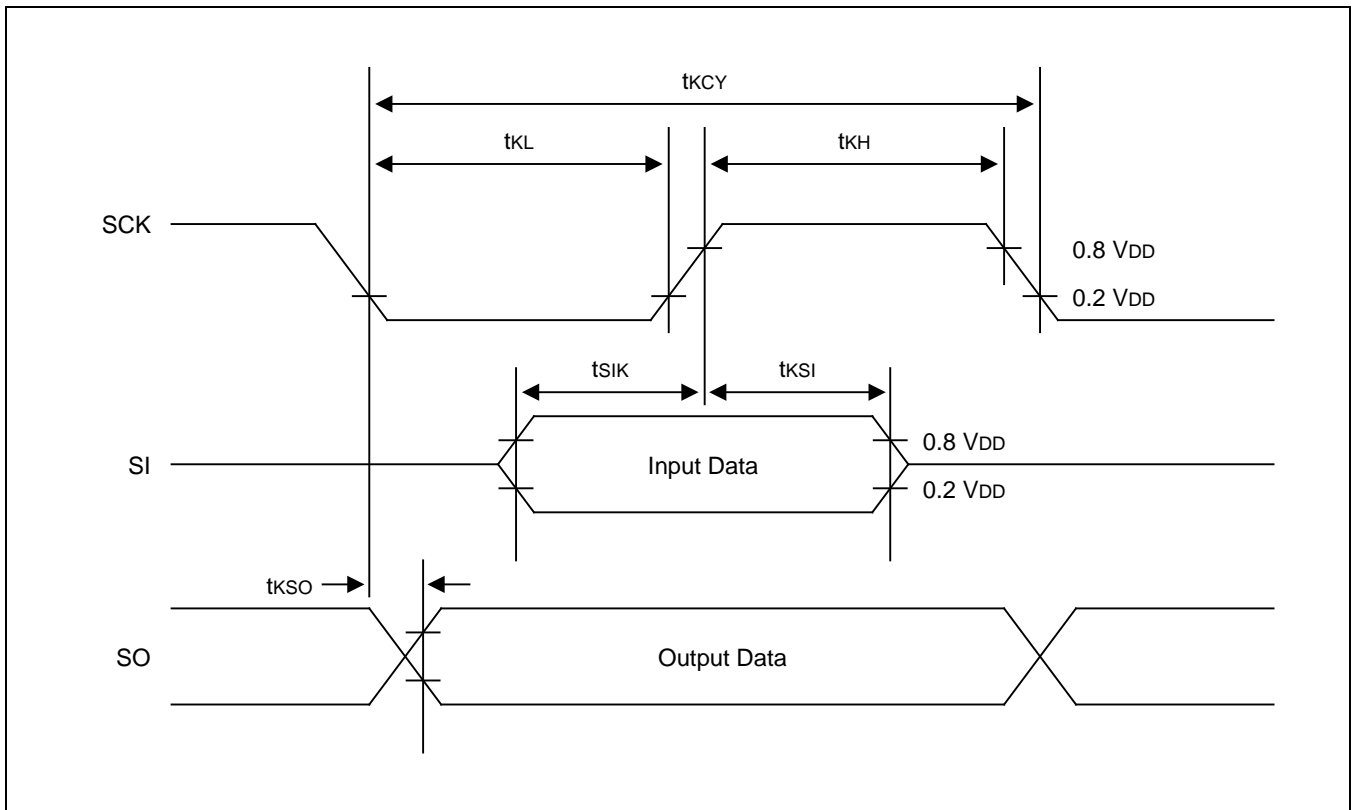 tKCY
tKL
tKH
SCK
0.8 VDD
0.2 VDD
tSIK
tKSI
SI
Input Data
0.8 VDD
0.2 VDD
tKSO
SO
Output Data